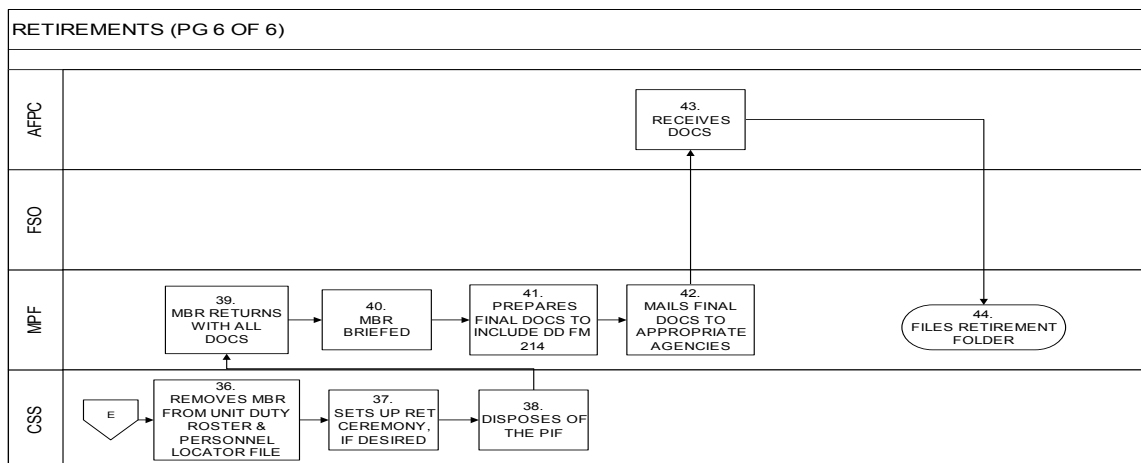 RETIREMENTS (PG 6 OF 6)
AFPC
43.
RECEIVES
DOCS
FSO
MPF
39.
MBR RETURNS
WITH ALL
DOCS
40.
MBR
BRIEFED
41.
PREPARES
FINAL DOCS TO
INCLUDE DD FM
214
42.
MAILS FINAL
DOCS TO
APPROPRIATE
AGENCIES
44.
FILES RETIREMENT
FOLDER
CSS
E
36.
REMOVES MBR
FROM UNIT DUTY
ROSTER &
PERSONNEL
LOCATOR FILE
37.
SETS UP RET
CEREMONY,
IF DESIRED
38.
DISPOSES OF
THE PIF